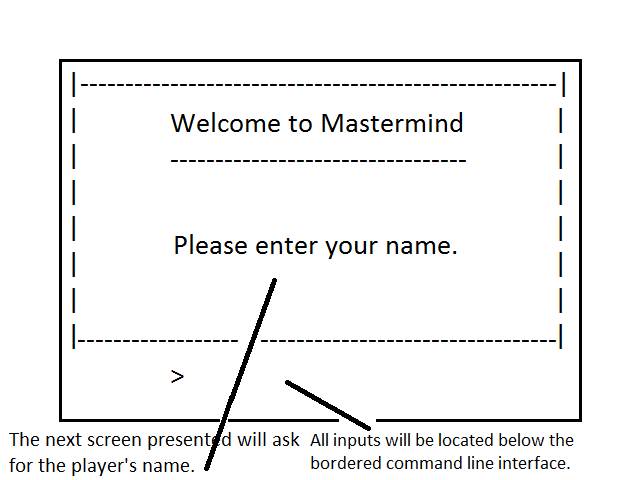 Welcome to Mastermind
Please enter your name.
>
The next screen presented will ask
for the player's name.
All inputs will be located below the
bordered command line interface.